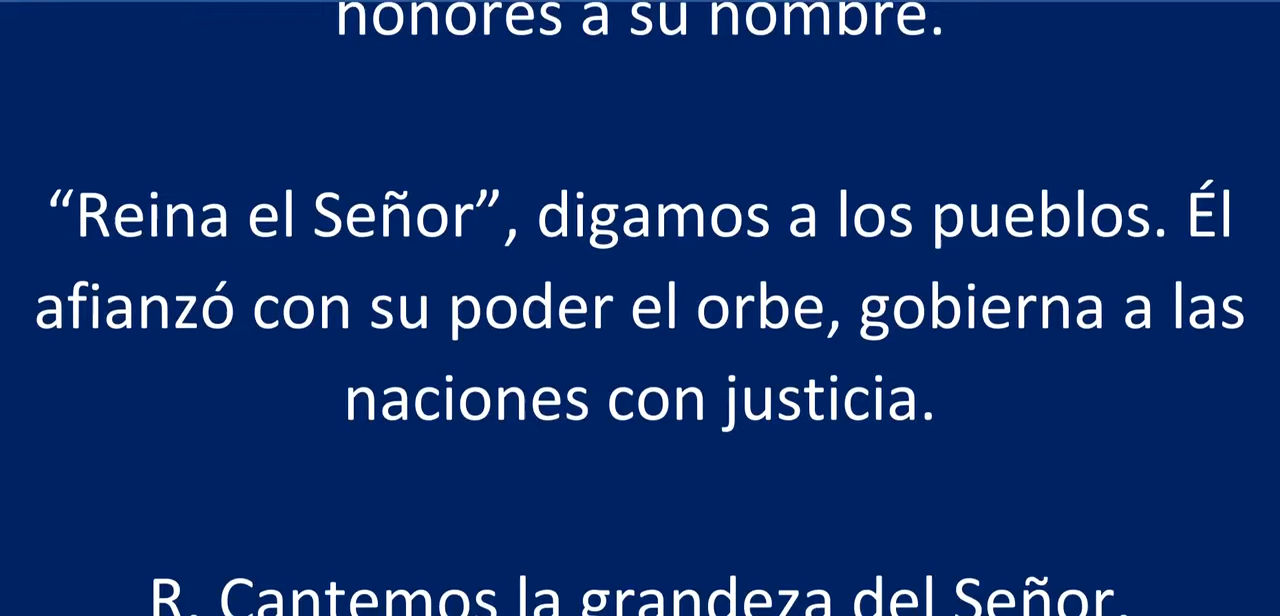 honores a su nombre.
“Reina el Señor”, digamos a los pueblos. Él
afianzó con su poder el orbe, gobierna a las
naciones con justicia.
R. Cantemos la grandeza del Señor.